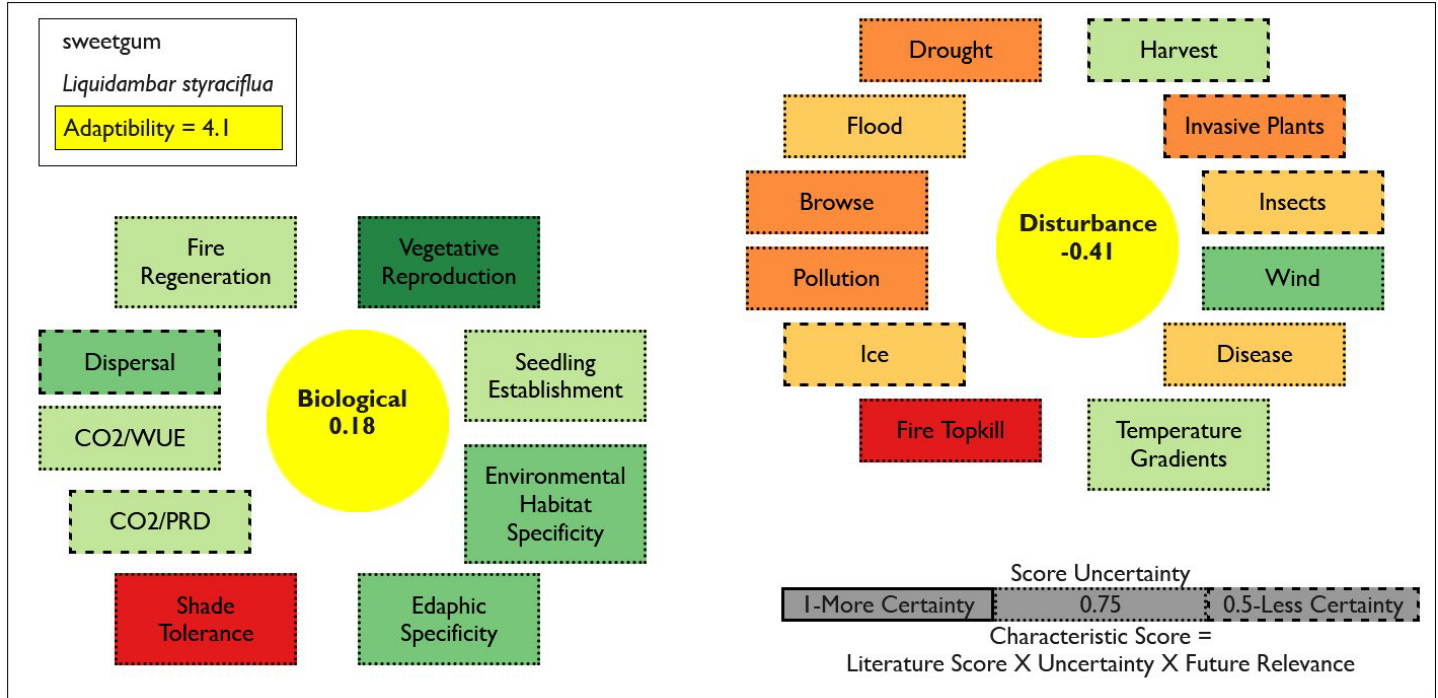 sweetgum
Liquidambar styraciflua
Adaptibility = 4.1
Fire
Regeneration
Vegetative
Reproduction
Dispersal
Seedling
Establishment
Biological
0.18
CO2/WUE
Environmental
Habitat
Specificity
CO2/PRD
Shade
Tolerance
Edaphic
Specificity
Drought
Harvest
Flood
Invasive Plants
Browse
Insects
Disturbance
-0.41
Pollution
Wind
Ice
Disease
Fire Topkill
Temperature
Gradients
Score Uncertainty
1-More Certainty
0.75
0.5-Less Certainty
Characteristic Score =
Literature Score X Uncertainty X Future Relevance